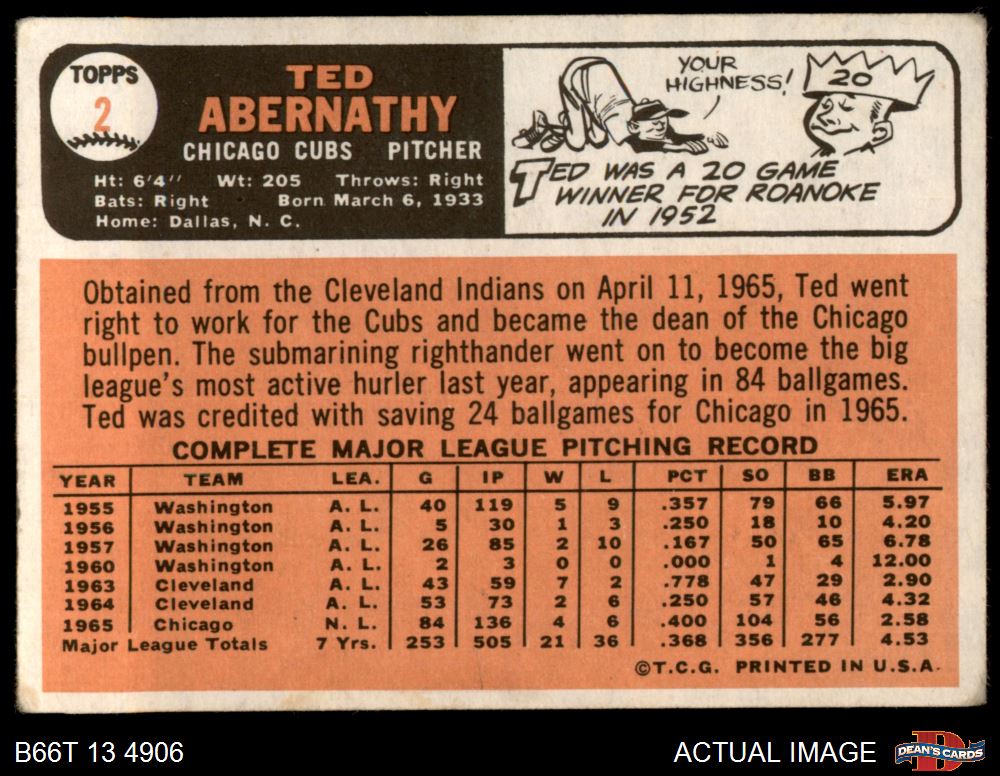 TOPPS
2
TED
ABERNATHY
CHICAGO CUBS PITCHER
Ht: 6'4" Wt: 205 Throws: Right
Bats: Right Born March 6, 1933
Home: Dallas, N. C.
YOUR
HIGHNESS!
20
TED WAS A 20 GAME
WINNER FOR ROANOKE
IN 1952
Obtained from the Cleveland Indians on April 11, 1965, Ted went
right to work for the Cubs and became the dean of the Chicago
bullpen. The submarining righthander went on to become the big
league's most active hurler last year, appearing in 84 ballgames.
Ted was credited with saving 24 ballgames for Chicago in 1965.
COMPLETE MAJOR LEAGUE PITCHING RECORD
YEAR TEAM LEA. G IP W L PCT SO BB ERA
1955 Washington A. L. 40 119 5 9 .357 79 66 5.97
1956 Washington A. L. 5 30 1 3 .250 18 10 4.20
1957 Washington A. L. 26 85 2 10 .167 50 65 6.78
1960 Washington A. L. 2 3 0 0 .000 1 4 12.00
1963 Cleveland A. L. 43 59 7 2 .778 47 29 2.90
1964 Cleveland A. L. 53 73 2 6 .250 57 46 4.32
1965 Chicago N. L. 84 136 4 6 .400 104 56 2.58
Major League Totals 7 Yrs. 253 505 21 36 .368 356 277 4.53
©T.C.G. PRINTED IN U.S.A.
B66T 13 4906 ACTUAL IMAGE DEAN'S CARDS